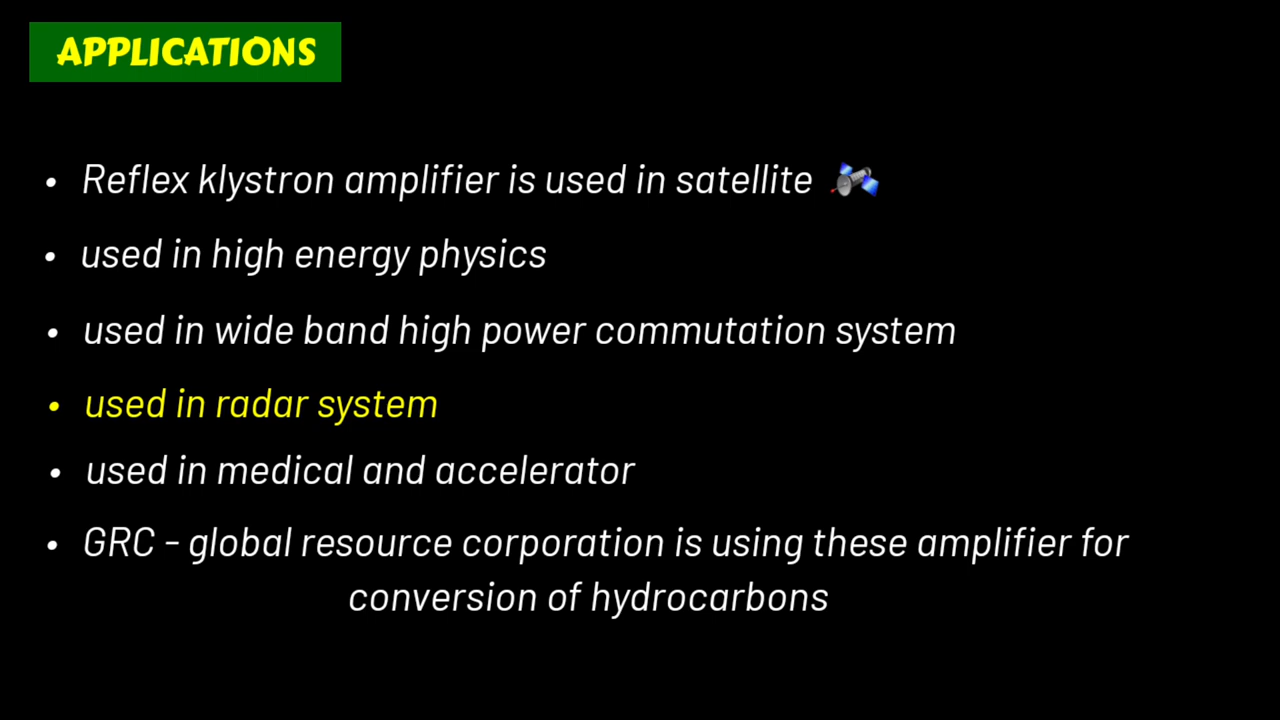 APPLICATIONS
• Reflex klystron amplifier is used in satellite 🛰️
• used in high energy physics
• used in wide band high power commutation system
• used in radar system
• used in medical and accelerator
• GRC - global resource corporation is using these amplifier for
conversion of hydrocarbons